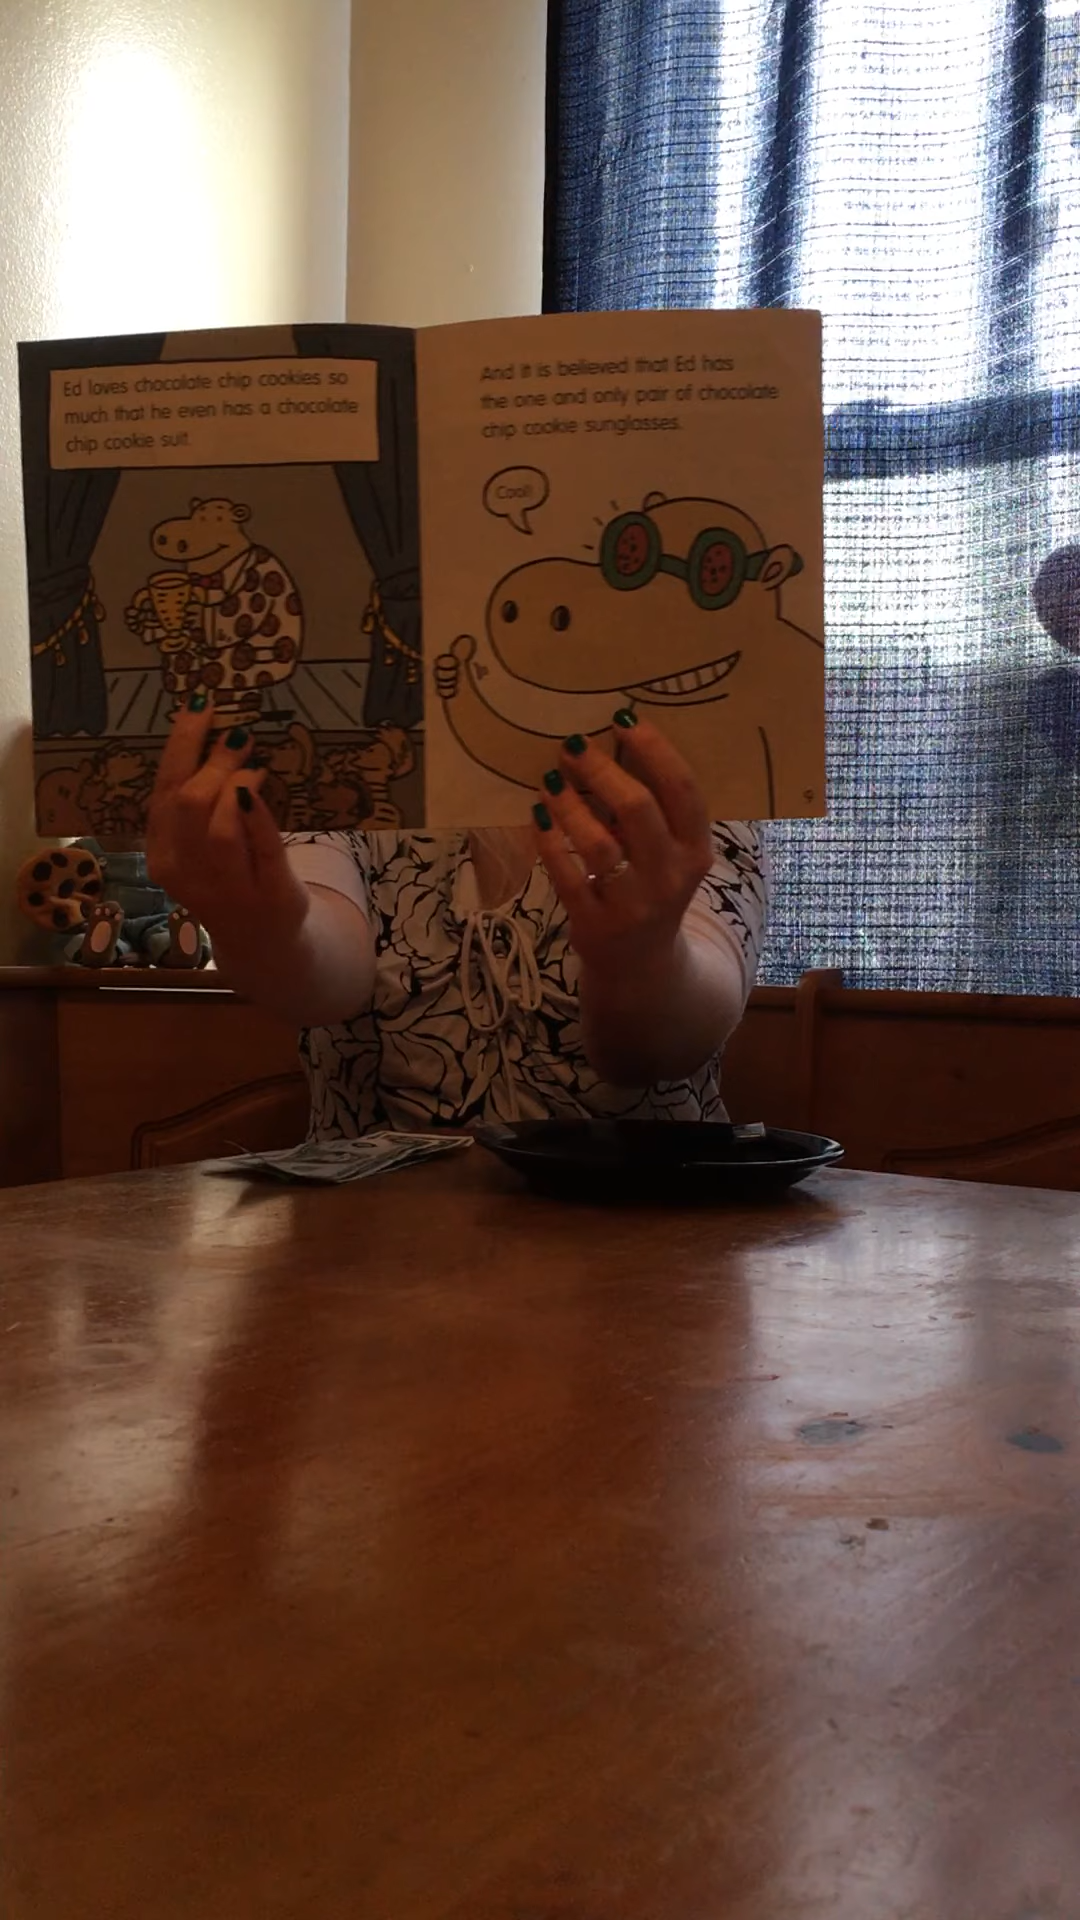 Ed loves chocolate chip cookies so
much that he even has a chocolate
chip cookie suit.
And it is believed that Ed has
the one and only pair of chocolate
chip cookie sunglasses.
Cool!
9